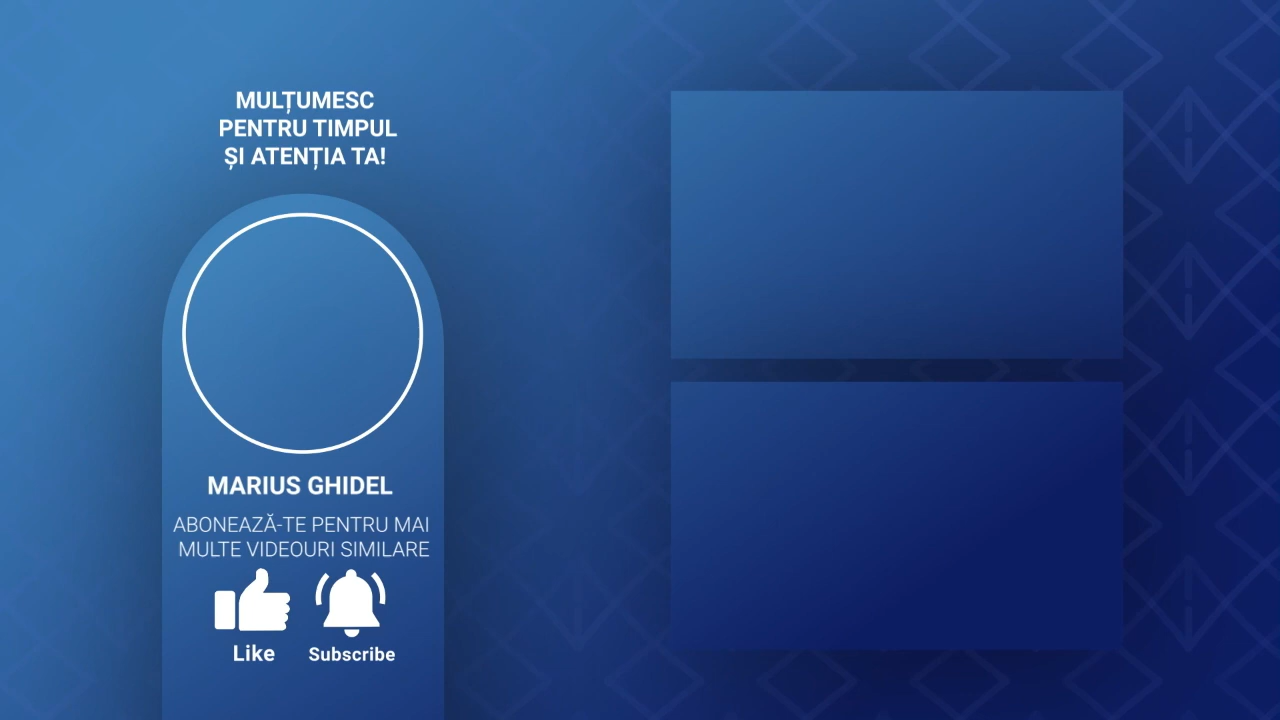 MULȚUMESC
PENTRU TIMPUL
ȘI ATENȚIA TA!
MARIUS GHIDEL
ABONEAZĂ-TE PENTRU MAI
MULTE VIDEOURI SIMILARE
Like
Subscribe